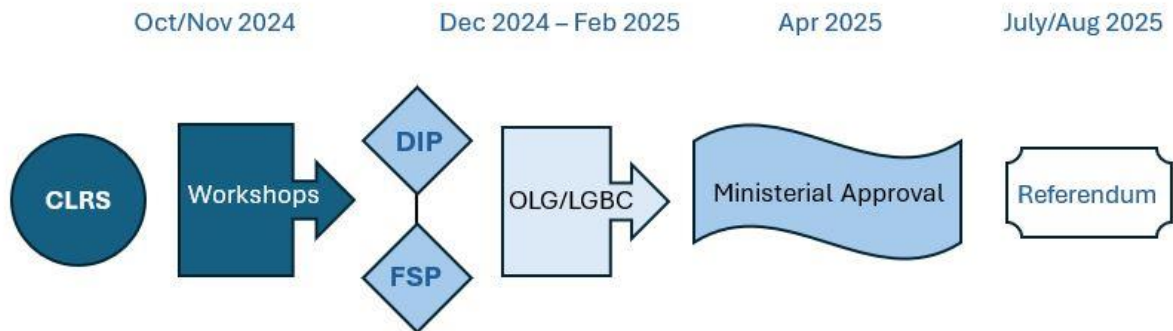 Oct/Nov 2024
Dec 2024 – Feb 2025
Apr 2025
July/Aug 2025
CLRS
Workshops
DIP
FSP
OLG/LGBC
Ministerial Approval
Referendum